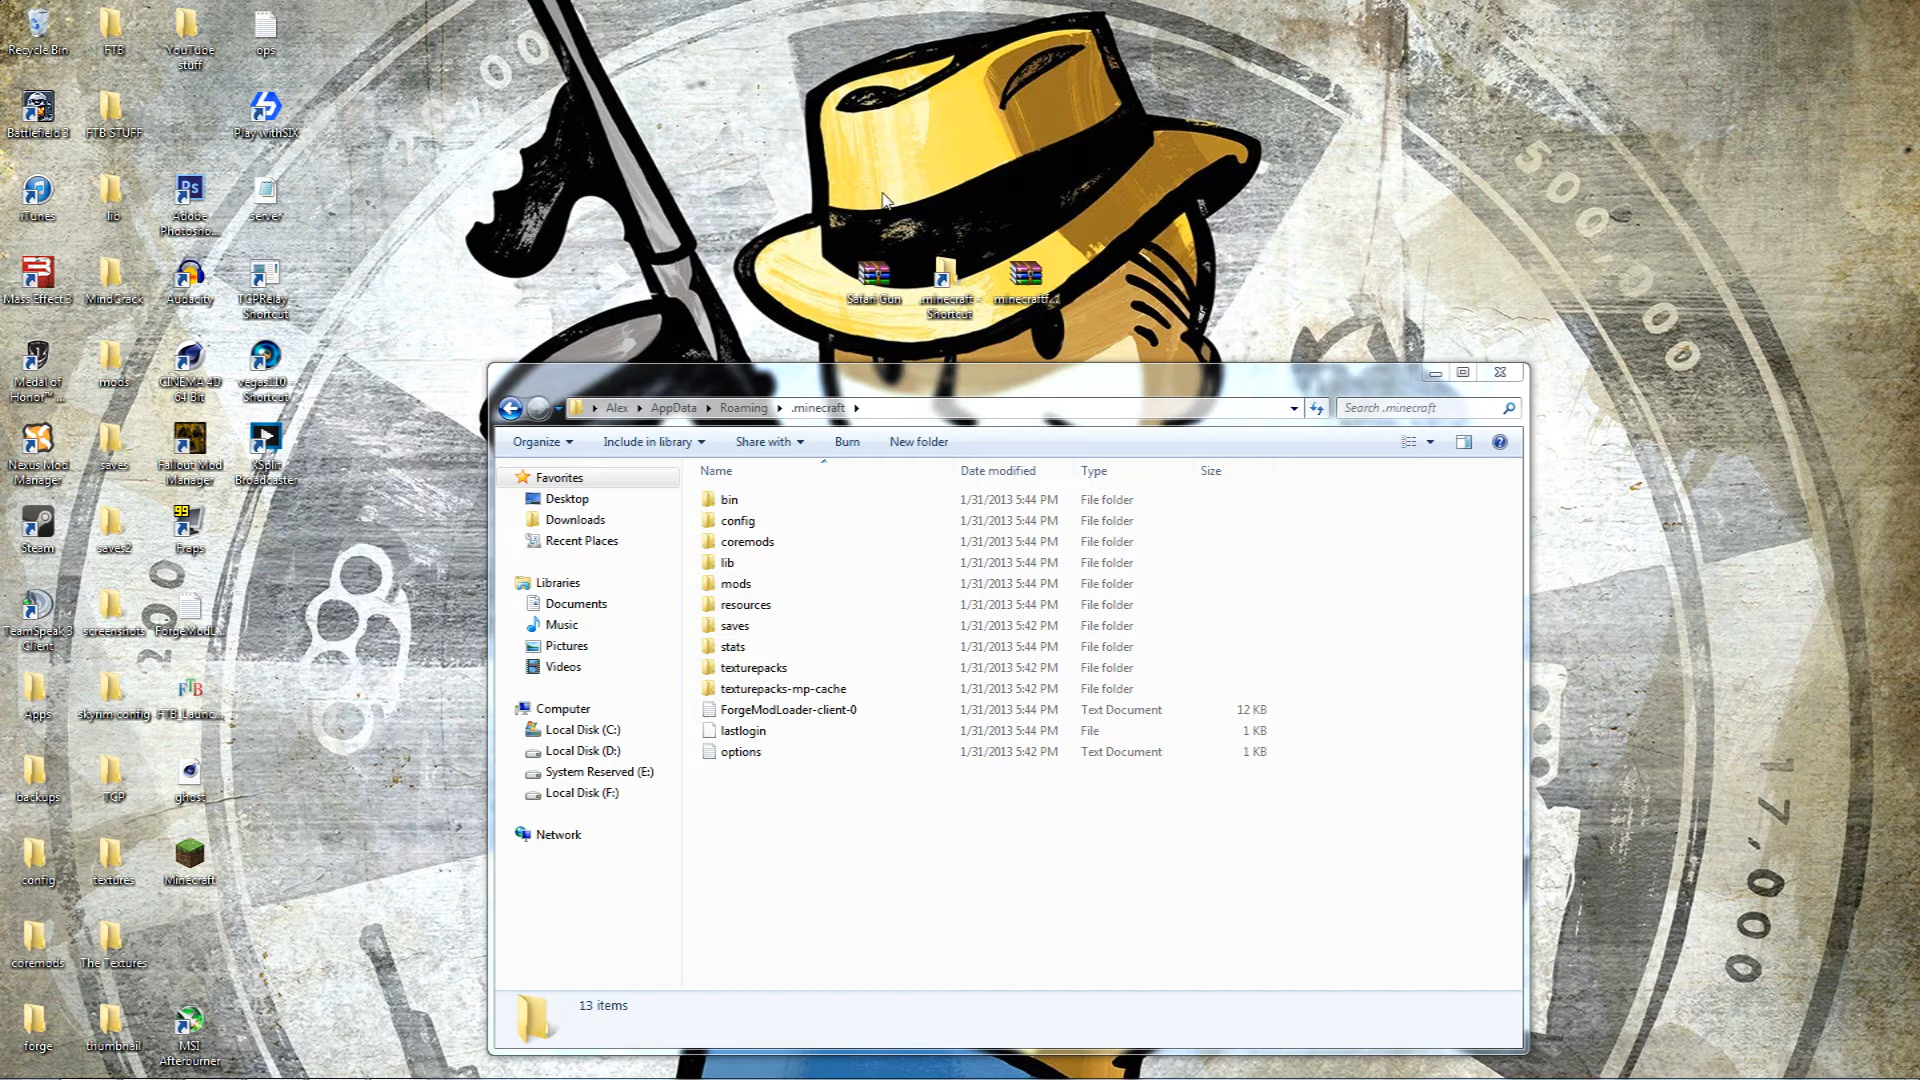 Recycle Bin
FTB
YouTube stuff
ops
Battlefield 3
FTB STUFF
Play withSIX
iTunes
lib
Adobe Photosho...
server
Mass Effect 3
MindCrack
Audacity
TCPRelay - Shortcut
Medal of Honor™ ...
mods
CINEMA 4D 64 Bit
vegas110 - Shortcut
Nexus Mod Manager
saves
Fallout Mod Manager
XSplit Broadcaster
Steam
saves2
99
Fraps
TeamSpeak 3 Client
screenshots
ForgeModL...
Apps
skyrim config
FTB_Launc...
backups
TCP
ghost
config
textures
Minecraft
coremods
The Textures
forge
thumbnail
MSI Afterburner
Safari Gun
.minecraft - Shortcut
minecraftf...
00
500
200
17,000
Alex
AppData
Roaming
.minecraft
Search .minecraft
Organize
Include in library
Share with
Burn
New folder
Favorites
Desktop
Downloads
Recent Places
Libraries
Documents
Music
Pictures
Videos
Computer
Local Disk (C:)
Local Disk (D:)
System Reserved (E:)
Local Disk (F:)
Network
Name Date modified Type Size
bin 1/31/2013 5:44 PM File folder
config 1/31/2013 5:44 PM File folder
coremods 1/31/2013 5:44 PM File folder
lib 1/31/2013 5:44 PM File folder
mods 1/31/2013 5:44 PM File folder
resources 1/31/2013 5:44 PM File folder
saves 1/31/2013 5:42 PM File folder
stats 1/31/2013 5:44 PM File folder
texturepacks 1/31/2013 5:42 PM File folder
texturepacks-mp-cache 1/31/2013 5:42 PM File folder
ForgeModLoader-client-0 1/31/2013 5:44 PM Text Document 12 KB
lastlogin 1/31/2013 5:44 PM File 1 KB
options 1/31/2013 5:42 PM Text Document 1 KB
13 items